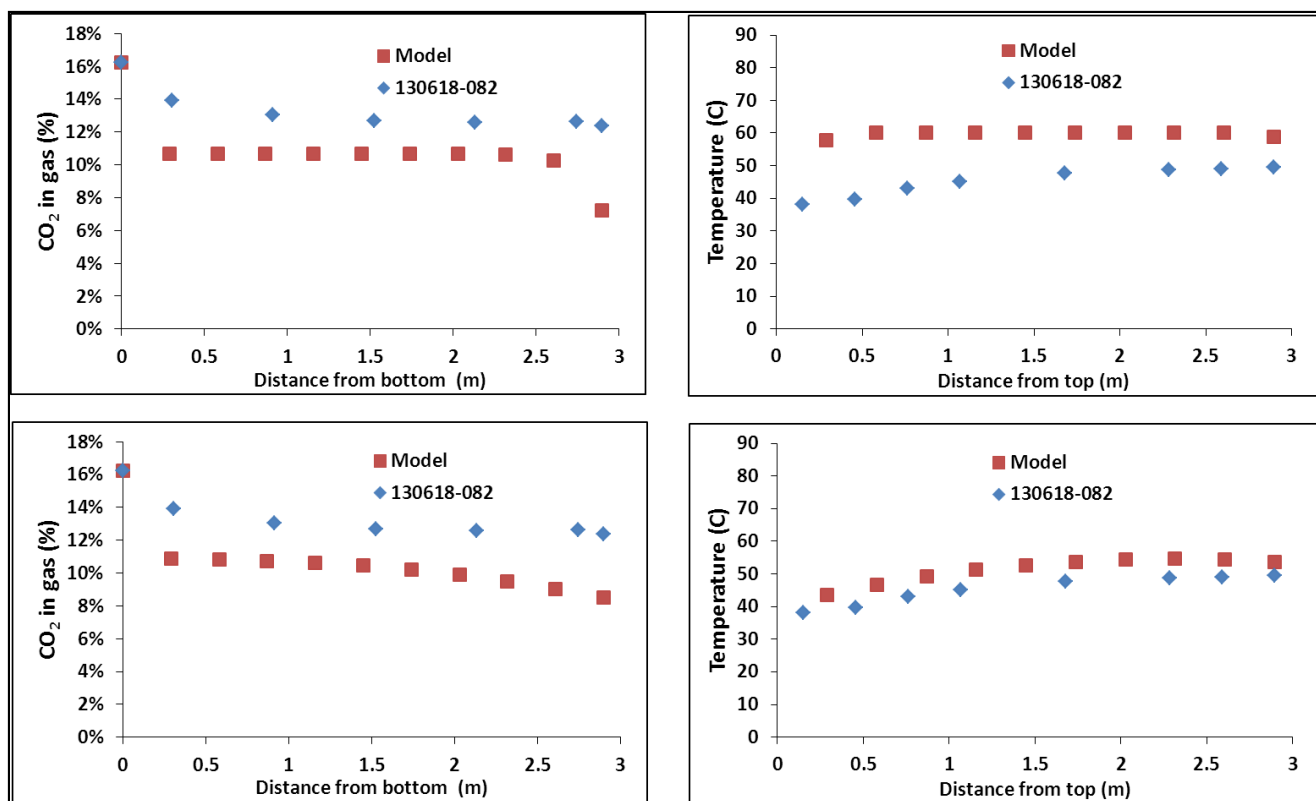 18%
16%
14%
12%
10%
8%
6%
4%
2%
0%
CO₂ in gas (%)
Model
130618-082
0 0.5 1 1.5 2 2.5 3
Distance from bottom (m)
90
80
70
60
50
40
30
20
10
0
Temperature (C)
Model
130618-082
0 0.5 1 1.5 2 2.5 3
Distance from top (m)
18%
16%
14%
12%
10%
8%
6%
4%
2%
0%
CO₂ in gas (%)
Model
130618-082
0 0.5 1 1.5 2 2.5 3
Distance from bottom (m)
90
80
70
60
50
40
30
20
10
0
Temperature (C)
Model
130618-082
0 0.5 1 1.5 2 2.5 3
Distance from top (m)